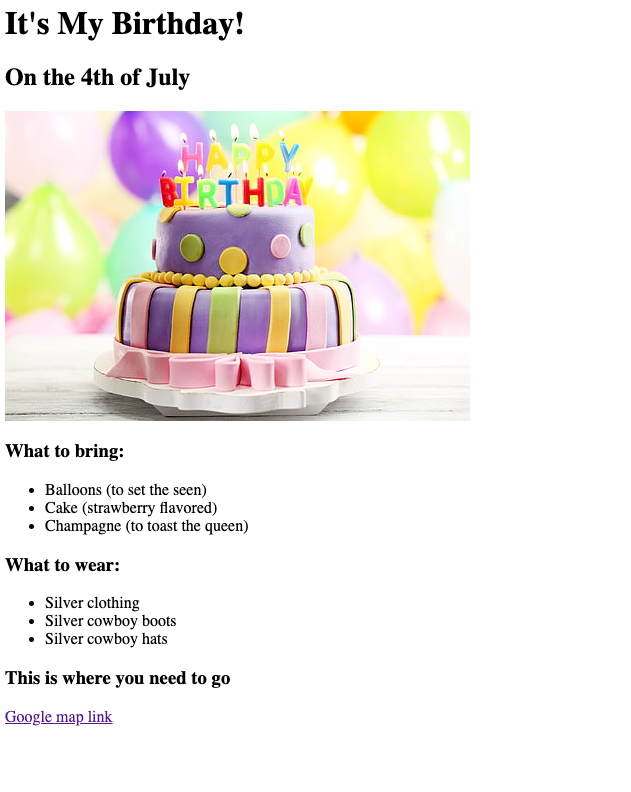 It's My Birthday!
On the 4th of July
HAPPY
BIRTHDAY
What to bring:
Balloons (to set the seen)
Cake (strawberry flavored)
Champagne (to toast the queen)
What to wear:
Silver clothing
Silver cowboy boots
Silver cowboy hats
This is where you need to go
Google map link